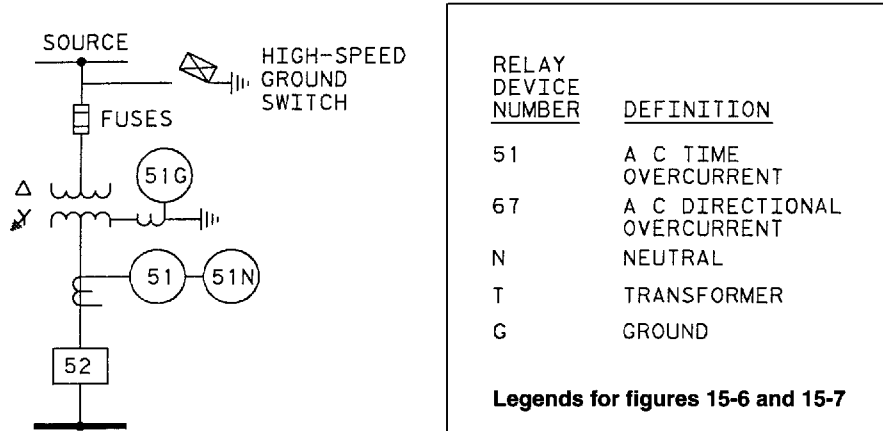 SOURCE
HIGH-SPEED
GROUND
SWITCH
FUSES
51G
Δ
Y
51
51N
52
RELAY
DEVICE
NUMBER DEFINITION
51 A C TIME
OVERCURRENT
67 A C DIRECTIONAL
OVERCURRENT
N NEUTRAL
T TRANSFORMER
G GROUND
Legends for figures 15-6 and 15-7